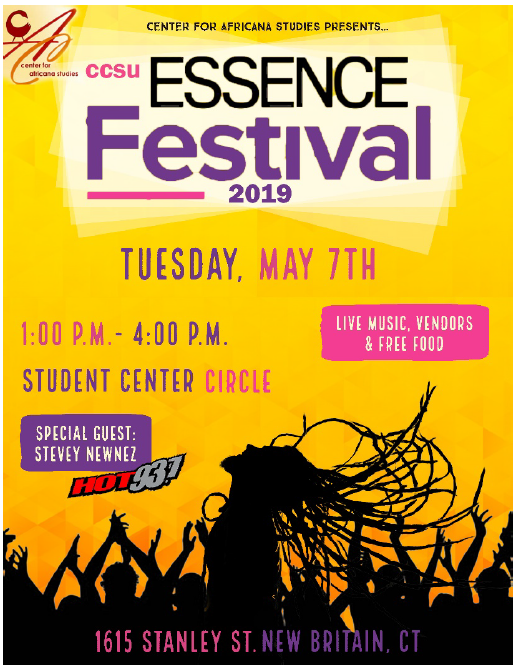 CENTER FOR AFRICANA STUDIES PRESENTS...
CAS
center for
africana studies
ccsu ESSENCE
Festival
2019
TUESDAY, MAY 7TH
1:00 P.M.- 4:00 P.M.
LIVE MUSIC, VENDORS
& FREE FOOD
STUDENT CENTER CIRCLE
SPECIAL GUEST:
STEVEY NEWNEZ
HOT 93.7
1615 STANLEY ST. NEW BRITAIN, CT